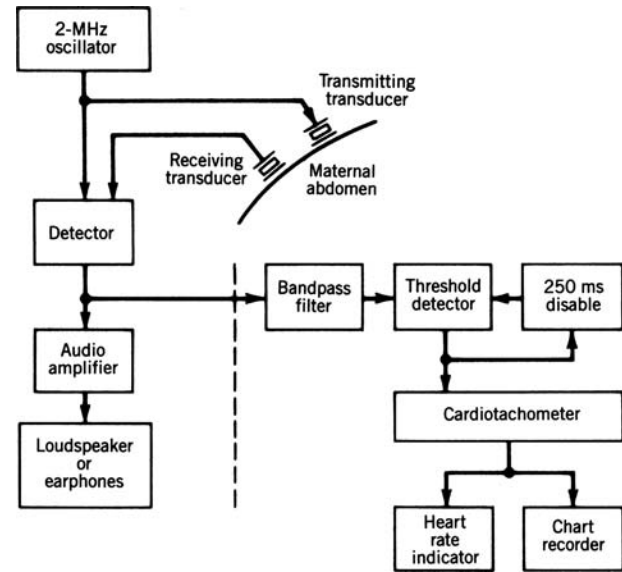 2-MHz
oscillator
Transmitting
transducer
Receiving
transducer
Maternal
abdomen
Detector
Bandpass
filter
Threshold
detector
250 ms
disable
Audio
amplifier
Cardiotachometer
Loudspeaker
or
earphones
Heart
rate
indicator
Chart
recorder